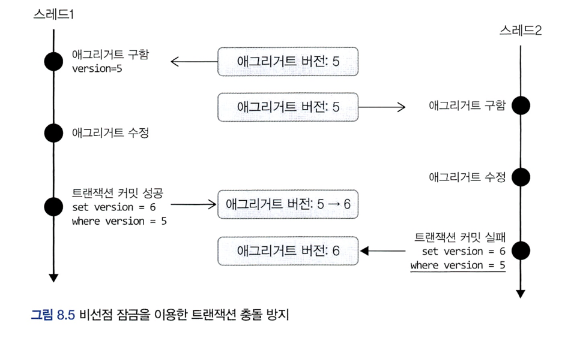 스레드1
스레드2
애그리거트 구함
version=5
애그리거트 버전: 5
애그리거트 버전: 5
애그리거트 구함
애그리거트 수정
애그리거트 수정
트랜잭션 커밋 성공
set version = 6
where version = 5
애그리거트 버전: 5 → 6
애그리거트 버전: 6
트랜잭션 커밋 실패
set version = 6
where version = 5
그림 8.5 비선점 잠금을 이용한 트랜잭션 충돌 방지